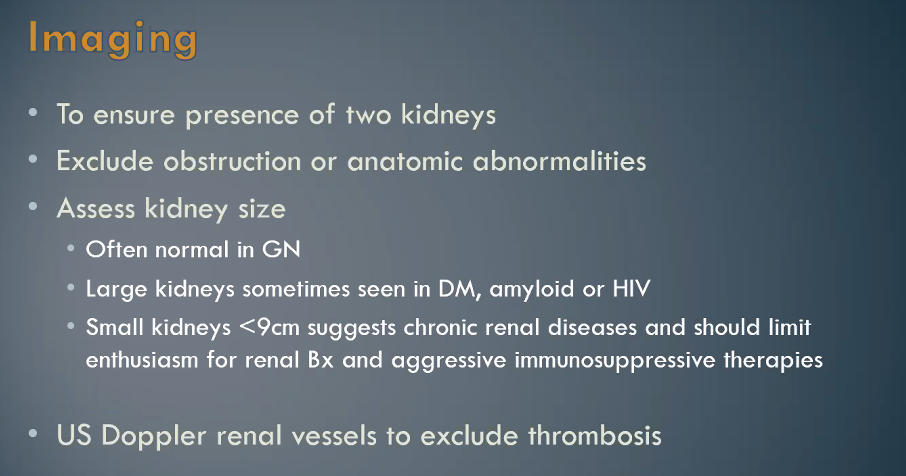 Imaging
• To ensure presence of two kidneys
• Exclude obstruction or anatomic abnormalities
• Assess kidney size
• Often normal in GN
• Large kidneys sometimes seen in DM, amyloid or HIV
• Small kidneys <9cm suggests chronic renal diseases and should limit
enthusiasm for renal Bx and aggressive immunosuppressive therapies
• US Doppler renal vessels to exclude thrombosis